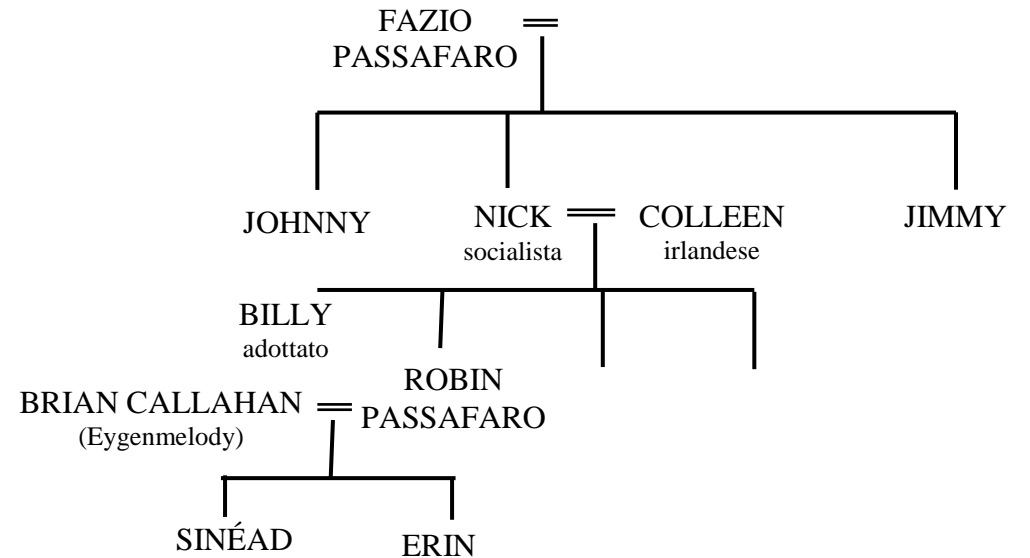 FAZIO
PASSAFARO
JOHNNY
NICK
socialista
COLLEEN
irlandese
JIMMY
BILLY
adottato
ROBIN
PASSAFARO
BRIAN CALLAHAN
(Eygenmelody)
SINÉAD
ERIN